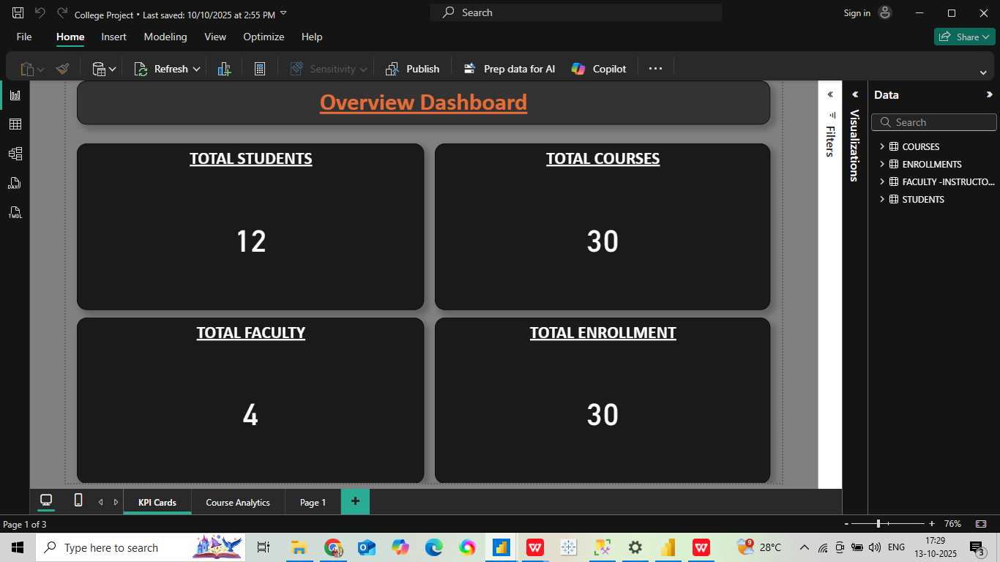 College Project • Last saved: 10/10/2025 at 2:55 PM
Search
Sign in
File Home Insert Modeling View Optimize Help
Share
Refresh
Sensitivity
Publish
Prep data for AI
Copilot
Overview Dashboard
TOTAL STUDENTS
12
TOTAL COURSES
30
TOTAL FACULTY
4
TOTAL ENROLLMENT
30
Filters
Visualizations
Data
Search
COURSES
ENROLLMENTS
FACULTY -INSTRUCTO...
STUDENTS
DAX
TMDL
KPI Cards
Course Analytics
Page 1
+
Page 1 of 3
- + 76%
Type here to search
9
28°C
ENG
17:29
13-10-2025
3